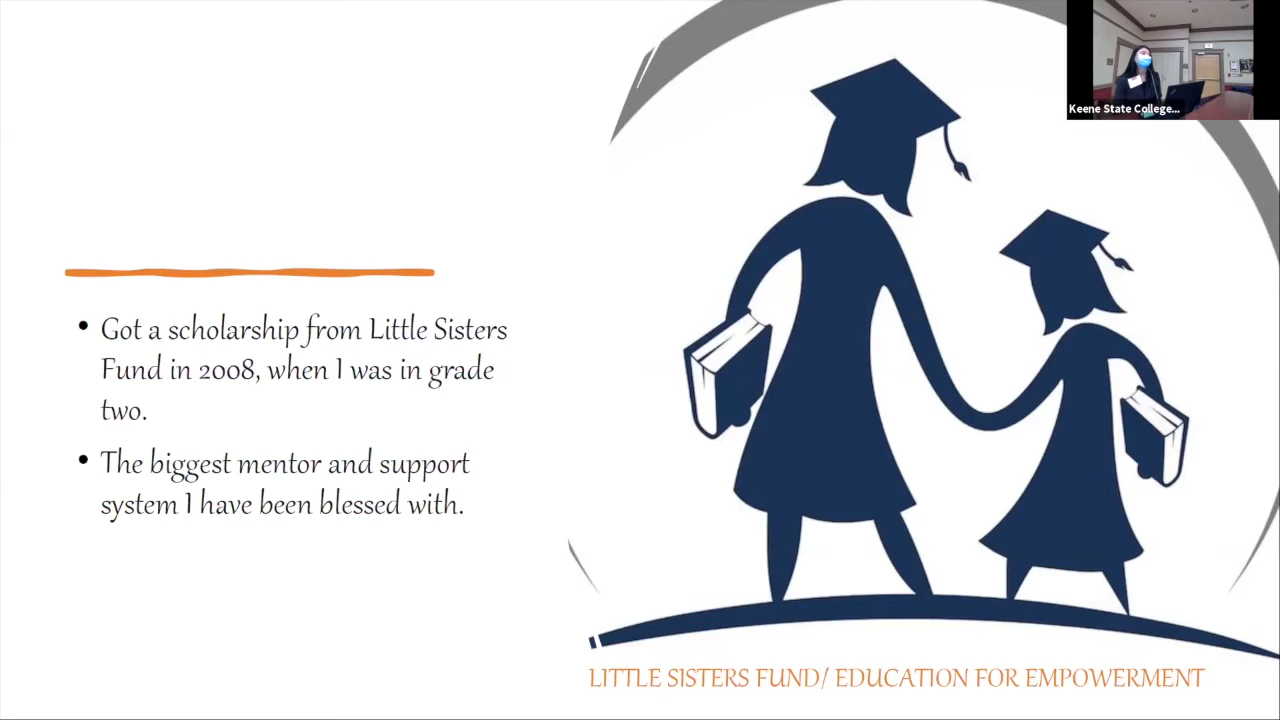 Keene State College...
Got a scholarship from Little Sisters
Fund in 2008, when I was in grade
two.
The biggest mentor and support
system I have been blessed with.
LITTLE SISTERS FUND/ EDUCATION FOR EMPOWERMENT